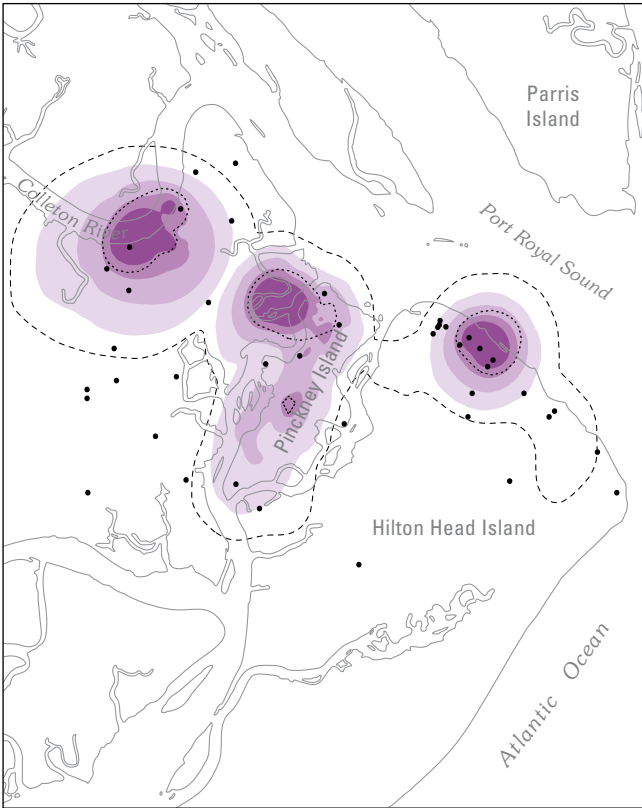 Parris
Island
Colleton River
Port Royal Sound
Pinckney Island
Hilton Head Island
Atlantic Ocean